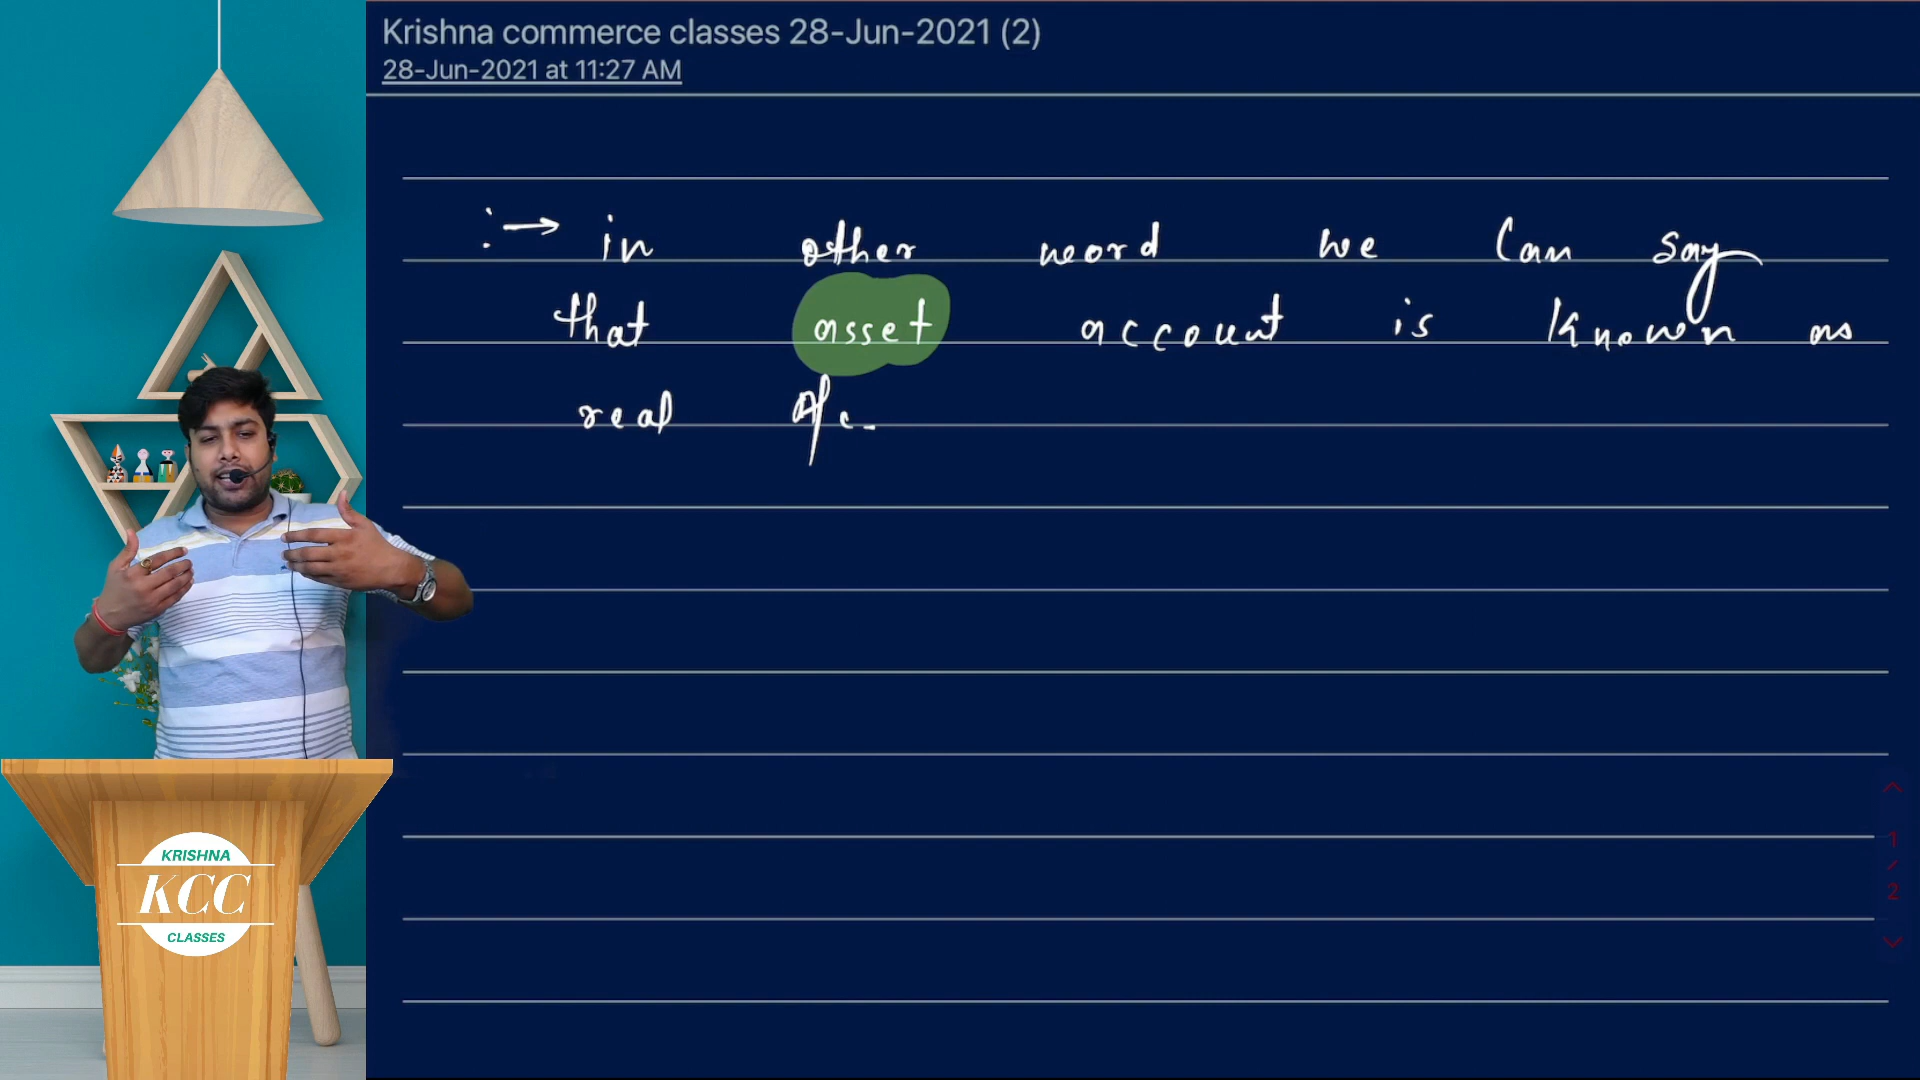 Krishna commerce classes 28-Jun-2021 (2)
28-Jun-2021 at 11:27 AM
:→ in other word we Can say
that asset account is Known as
real A/c.
KRISHNA
KCC
CLASSES
1
/
2